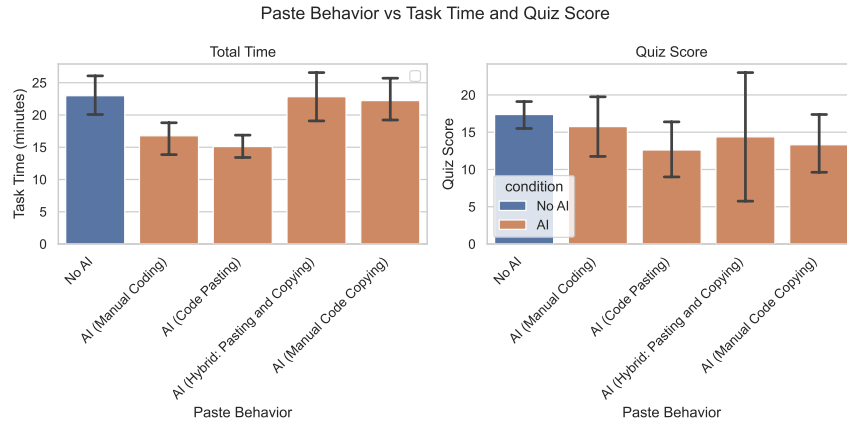 Paste Behavior vs Task Time and Quiz Score
Total Time
Task Time (minutes)
25
20
15
10
5
0
No AI
AI (Manual Coding)
AI (Code Pasting)
AI (Hybrid: Pasting and Copying)
AI (Manual Code Copying)
Paste Behavior
Quiz Score
Quiz Score
20
15
10
5
0
condition
No AI
AI
No AI
AI (Manual Coding)
AI (Code Pasting)
AI (Hybrid: Pasting and Copying)
AI (Manual Code Copying)
Paste Behavior